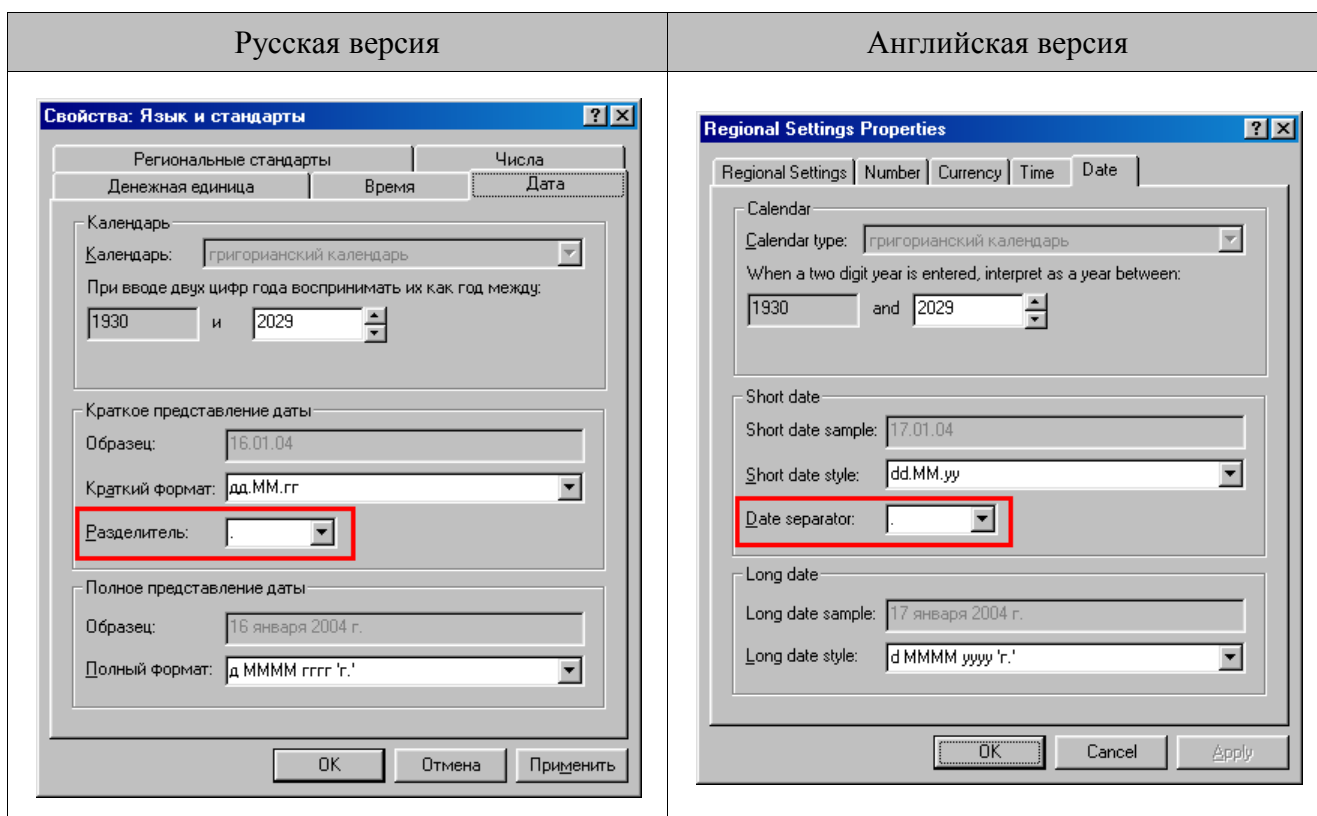 Русская версия
Английская версия
Свойства: Язык и стандарты
Региональные стандарты Числа
Денежная единица Время Дата
Календарь
Календарь: григорианский календарь
При вводе двух цифр года воспринимать их как год между:
1930 и 2029
Краткое представление даты
Образец: 16.01.04
Краткий формат: дд.ММ.гг
Разделитель: .
Полное представление даты
Образец: 16 января 2004 г.
Полный формат: д ММММ гггг 'г.'
OK Отмена Применить
Regional Settings Properties
Regional Settings Number Currency Time Date
Calendar
Calendar type: григорианский календарь
When a two digit year is entered, interpret as a year between:
1930 and 2029
Short date
Short date sample: 17.01.04
Short date style: dd.MM.yy
Date separator: .
Long date
Long date sample: 17 января 2004 г.
Long date style: d MMMM yyyy 'г.'
OK Cancel Apply